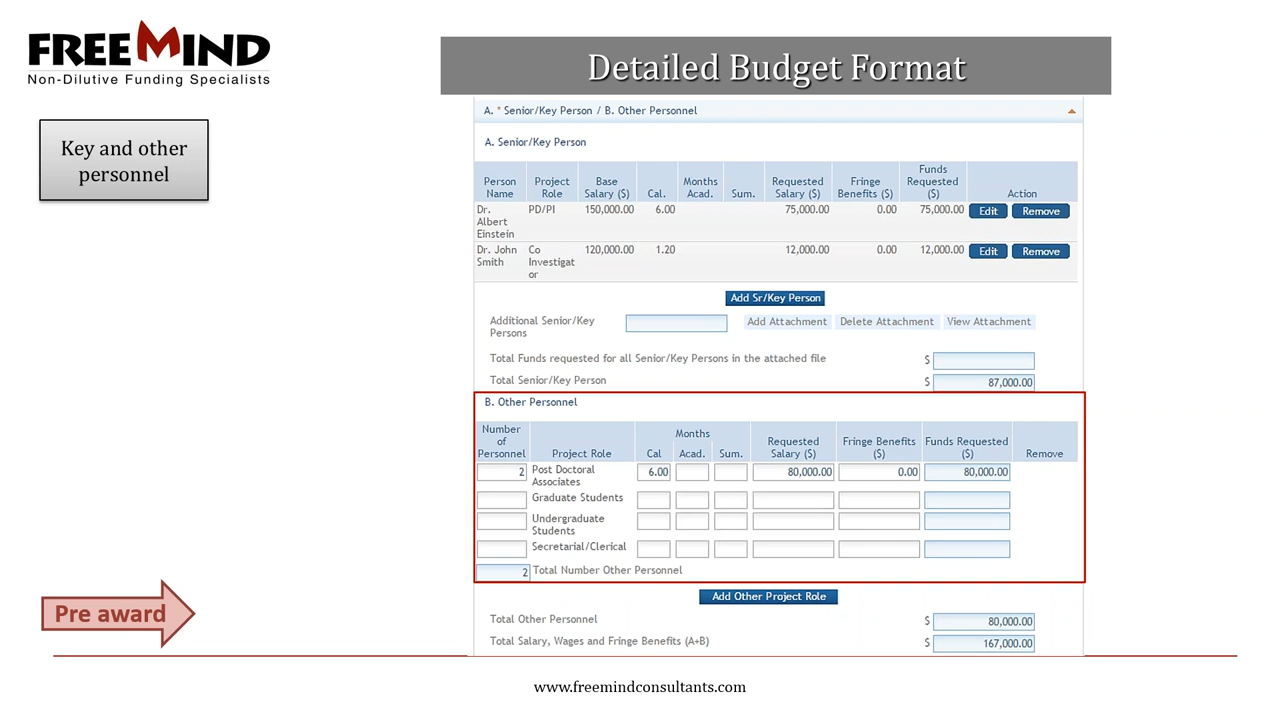 FREEMIND
Non-Dilutive Funding Specialists
Detailed Budget Format
Key and other
personnel
A. * Senior/Key Person / B. Other Personnel
A. Senior/Key Person
Person Name Project Role Base Salary ($) Cal. Months Acad. Sum. Requested Salary ($) Fringe Benefits ($) Funds Requested ($) Action
Dr. Albert Einstein PD/PI 150,000.00 6.00 75,000.00 0.00 75,000.00 Edit Remove
Dr. John Smith Co Investigat or 120,000.00 1.20 12,000.00 0.00 12,000.00 Edit Remove
Add Sr/Key Person
Additional Senior/Key Persons Add Attachment Delete Attachment View Attachment
Total Funds requested for all Senior/Key Persons in the attached file $
Total Senior/Key Person $ 87,000.00
B. Other Personnel
Number of Personnel Project Role Months Cal Acad. Sum. Requested Salary ($) Fringe Benefits ($) Funds Requested ($) Remove
2 Post Doctoral Associates 6.00 80,000.00 0.00 80,000.00
Graduate Students
Undergraduate Students
Secretarial/Clerical
2 Total Number Other Personnel
Add Other Project Role
Total Other Personnel $ 80,000.00
Total Salary, Wages and Fringe Benefits (A+B) $ 167,000.00
Pre award
www.freemindconsultants.com